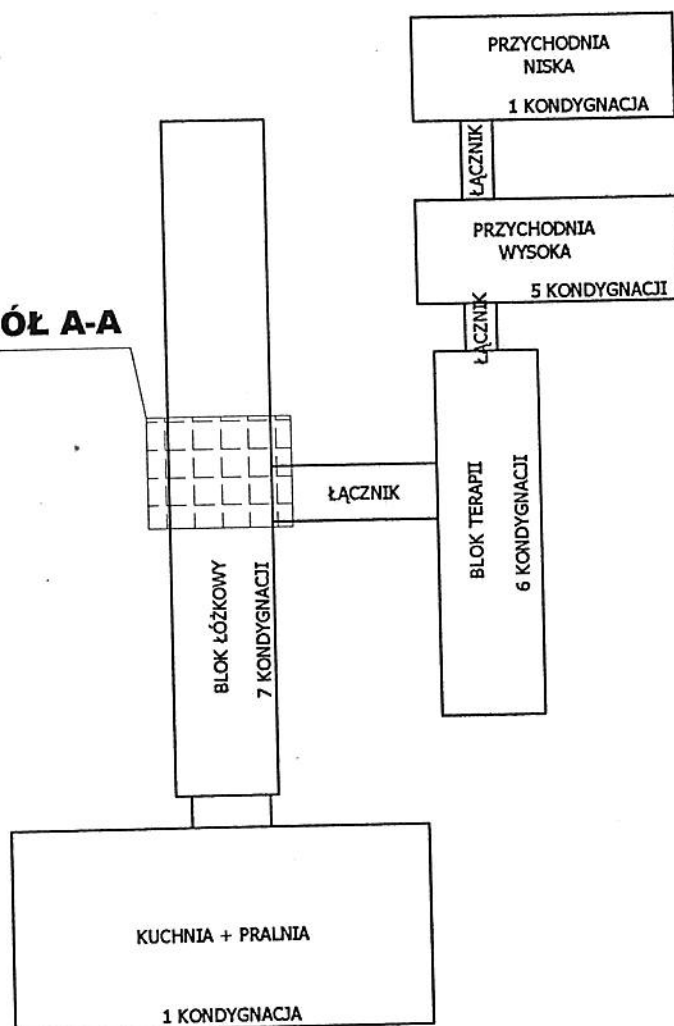 PRZYCHODNIA
NISKA
1 KONDYGNACJA
ŁĄCZNIK
PRZYCHODNIA
WYSOKA
5 KONDYGNACJI
ŁĄCZNIK
ÓŁ A-A
ŁĄCZNIK
BLOK TERAPII
6 KONDYGNACJI
BLOK ŁÓŻKOWY
7 KONDYGNACJI
KUCHNIA + PRALNIA
1 KONDYGNACJA